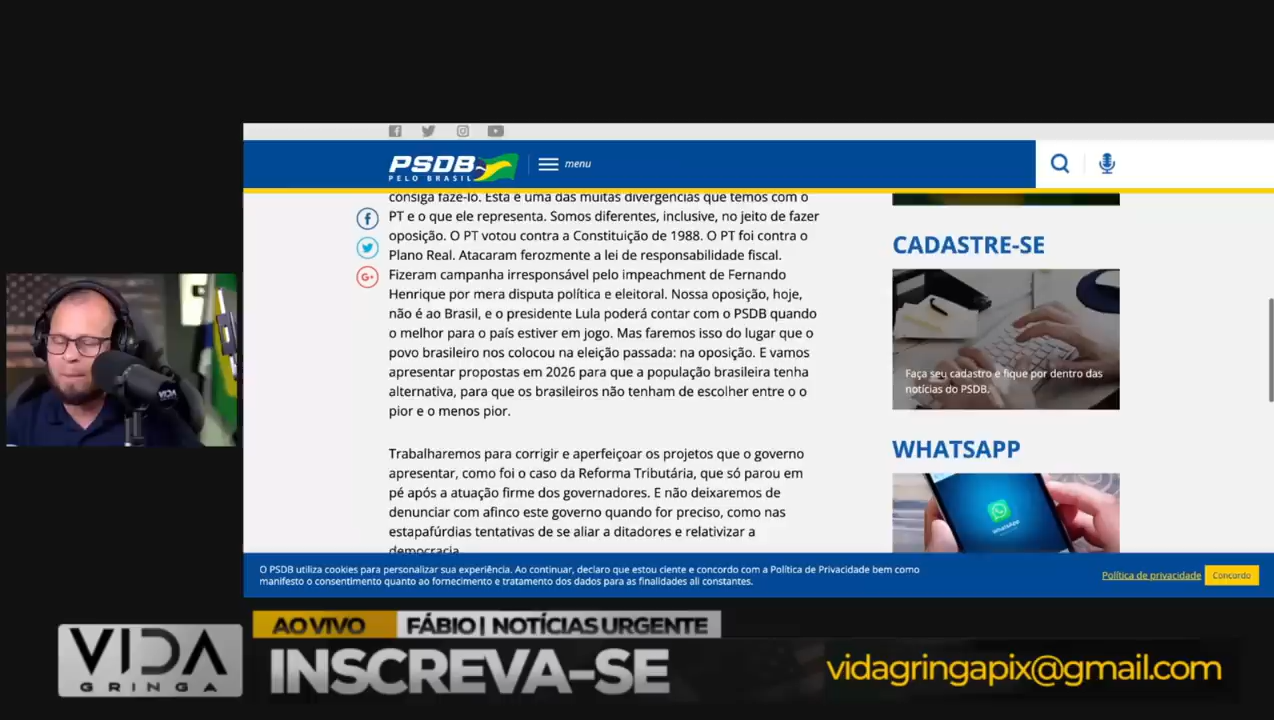 PSDB
PELO BRASIL
menu
consiga fazê-lo. Esta é uma das muitas divergências que temos com o
PT e o que ele representa. Somos diferentes, inclusive, no jeito de fazer
oposição. O PT votou contra a Constituição de 1988. O PT foi contra o
Plano Real. Atacaram ferozmente a lei de responsabilidade fiscal.
Fizeram campanha irresponsável pelo impeachment de Fernando
Henrique por mera disputa política e eleitoral. Nossa oposição, hoje,
não é ao Brasil, e o presidente Lula poderá contar com o PSDB quando
o melhor para o país estiver em jogo. Mas faremos isso do lugar que o
povo brasileiro nos colocou na eleição passada: na oposição. E vamos
apresentar propostas em 2026 para que a população brasileira tenha
alternativa, para que os brasileiros não tenham de escolher entre o o
pior e o menos pior.
Trabalharemos para corrigir e aperfeiçoar os projetos que o governo
apresentar, como foi o caso da Reforma Tributária, que só parou em
pé após a atuação firme dos governadores. E não deixaremos de
denunciar com afinco este governo quando for preciso, como nas
estapafúrdias tentativas de se aliar a ditadores e relativizar a
democracia.
CADASTRE-SE
Faça seu cadastro e fique por dentro das
notícias do PSDB.
WHATSAPP
WhatsApp
O PSDB utiliza cookies para personalizar sua experiência. Ao continuar, declaro que estou ciente e concordo com a Política de Privacidade bem como
manifesto o consentimento quanto ao fornecimento e tratamento dos dados para as finalidades ali constantes.
Política de privacidade
Concordo
VIDA
AO VIVO
FÁBIO | NOTÍCIAS URGENTE
VIDA
GRINGA
INSCREVA-SE
vidagringapix@gmail.com